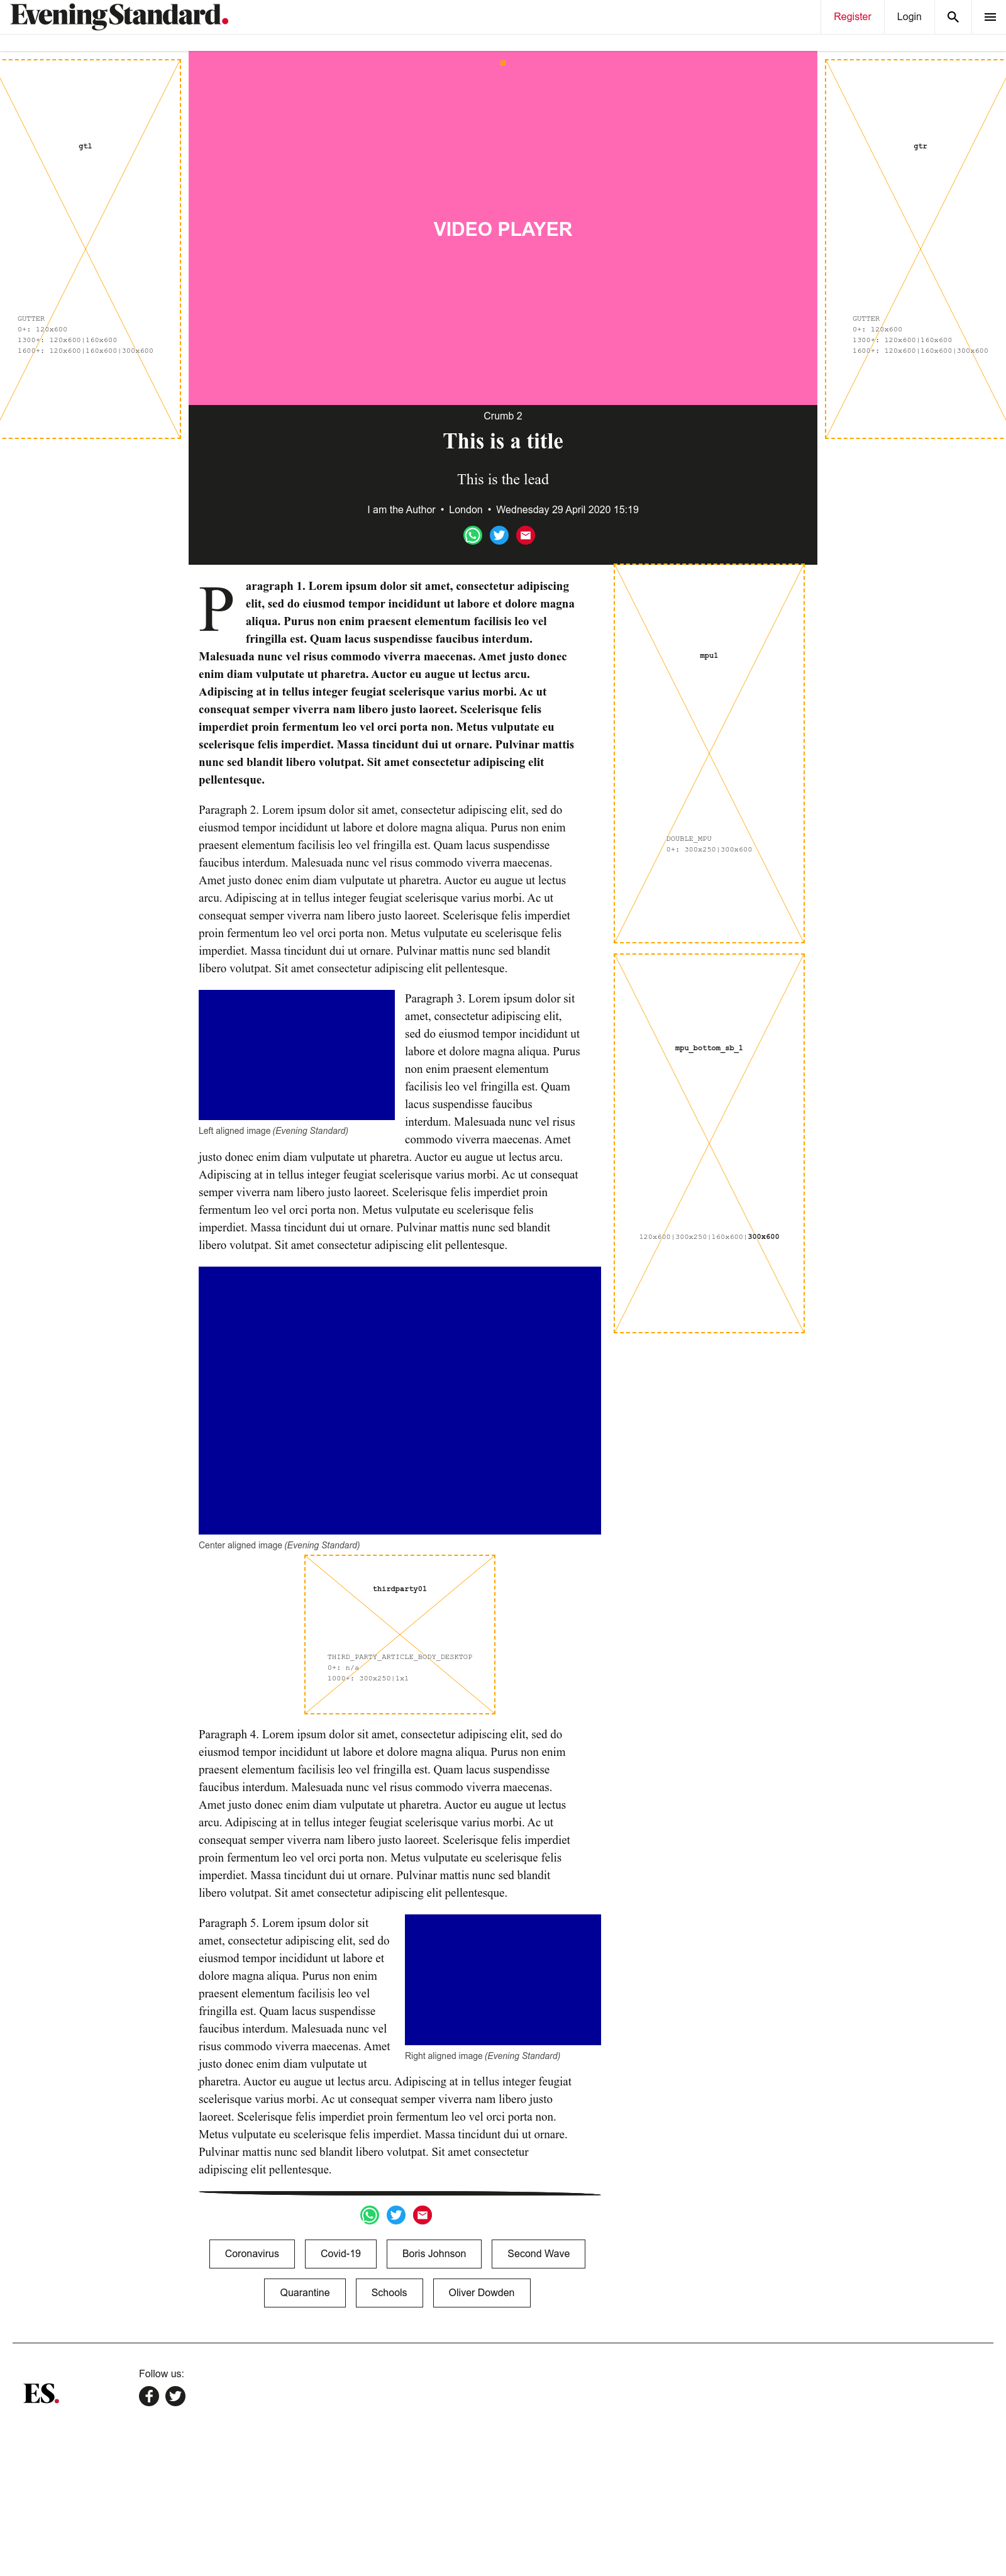 EveningStandard.
Register
Login
gtl
GUTTER
0+: 120x600
1300+: 120x600|160x600
1600+: 120x600|160x600|300x600
VIDEO PLAYER
gtr
GUTTER
0+: 120x600
1300+: 120x600|160x600
1600+: 120x600|160x600|300x600
Crumb 2
This is a title
This is the lead
I am the Author • London • Wednesday 29 April 2020 15:19
Paragraph 1. Lorem ipsum dolor sit amet, consectetur adipiscing
elit, sed do eiusmod tempor incididunt ut labore et dolore magna
aliqua. Purus non enim praesent elementum facilisis leo vel
fringilla est. Quam lacus suspendisse faucibus interdum.
Malesuada nunc vel risus commodo viverra maecenas. Amet justo donec
enim diam vulputate ut pharetra. Auctor eu augue ut lectus arcu.
Adipiscing at in tellus integer feugiat scelerisque varius morbi. Ac ut
consequat semper viverra nam libero justo laoreet. Scelerisque felis
imperdiet proin fermentum leo vel orci porta non. Metus vulputate eu
scelerisque felis imperdiet. Massa tincidunt dui ut ornare. Pulvinar mattis
nunc sed blandit libero volutpat. Sit amet consectetur adipiscing elit
pellentesque.
mpu1
DOUBLE_MPU
0+: 300x250|300x600
Paragraph 2. Lorem ipsum dolor sit amet, consectetur adipiscing elit, sed do
eiusmod tempor incididunt ut labore et dolore magna aliqua. Purus non enim
praesent elementum facilisis leo vel fringilla est. Quam lacus suspendisse
faucibus interdum. Malesuada nunc vel risus commodo viverra maecenas.
Amet justo donec enim diam vulputate ut pharetra. Auctor eu augue ut lectus
arcu. Adipiscing at in tellus integer feugiat scelerisque varius morbi. Ac ut
consequat semper viverra nam libero justo laoreet. Scelerisque felis imperdiet
proin fermentum leo vel orci porta non. Metus vulputate eu scelerisque felis
imperdiet. Massa tincidunt dui ut ornare. Pulvinar mattis nunc sed blandit
libero volutpat. Sit amet consectetur adipiscing elit pellentesque.
mpu_bottom_sb_1
120x600|300x250|160x600|300x600
Left aligned image (Evening Standard)
Paragraph 3. Lorem ipsum dolor sit
amet, consectetur adipiscing elit,
sed do eiusmod tempor incididunt ut
labore et dolore magna aliqua. Purus
non enim praesent elementum
facilisis leo vel fringilla est. Quam
lacus suspendisse faucibus
interdum. Malesuada nunc vel risus
commodo viverra maecenas. Amet
justo donec enim diam vulputate ut pharetra. Auctor eu augue ut lectus arcu.
Adipiscing at in tellus integer feugiat scelerisque varius morbi. Ac ut consequat
semper viverra nam libero justo laoreet. Scelerisque felis imperdiet proin
fermentum leo vel orci porta non. Metus vulputate eu scelerisque felis
imperdiet. Massa tincidunt dui ut ornare. Pulvinar mattis nunc sed blandit
libero volutpat. Sit amet consectetur adipiscing elit pellentesque.
Center aligned image (Evening Standard)
thirdparty01
THIRD_PARTY_ARTICLE_BODY_DESKTOP
0+: n/a
1000+: 300x250|1x1
Paragraph 4. Lorem ipsum dolor sit amet, consectetur adipiscing elit, sed do
eiusmod tempor incididunt ut labore et dolore magna aliqua. Purus non enim
praesent elementum facilisis leo vel fringilla est. Quam lacus suspendisse
faucibus interdum. Malesuada nunc vel risus commodo viverra maecenas.
Amet justo donec enim diam vulputate ut pharetra. Auctor eu augue ut lectus
arcu. Adipiscing at in tellus integer feugiat scelerisque varius morbi. Ac ut
consequat semper viverra nam libero justo laoreet. Scelerisque felis imperdiet
proin fermentum leo vel orci porta non. Metus vulputate eu scelerisque felis
imperdiet. Massa tincidunt dui ut ornare. Pulvinar mattis nunc sed blandit
libero volutpat. Sit amet consectetur adipiscing elit pellentesque.
Paragraph 5. Lorem ipsum dolor sit
amet, consectetur adipiscing elit, sed do
eiusmod tempor incididunt ut labore et
dolore magna aliqua. Purus non enim
praesent elementum facilisis leo vel
fringilla est. Quam lacus suspendisse
faucibus interdum. Malesuada nunc vel
risus commodo viverra maecenas. Amet
justo donec enim diam vulputate ut
pharetra. Auctor eu augue ut lectus arcu. Adipiscing at in tellus integer feugiat
scelerisque varius morbi. Ac ut consequat semper viverra nam libero justo
laoreet. Scelerisque felis imperdiet proin fermentum leo vel orci porta non.
Metus vulputate eu scelerisque felis imperdiet. Massa tincidunt dui ut ornare.
Pulvinar mattis nunc sed blandit libero volutpat. Sit amet consectetur
adipiscing elit pellentesque.
Right aligned image (Evening Standard)
Coronavirus
Covid-19
Boris Johnson
Second Wave
Quarantine
Schools
Oliver Dowden
ES.
Follow us: